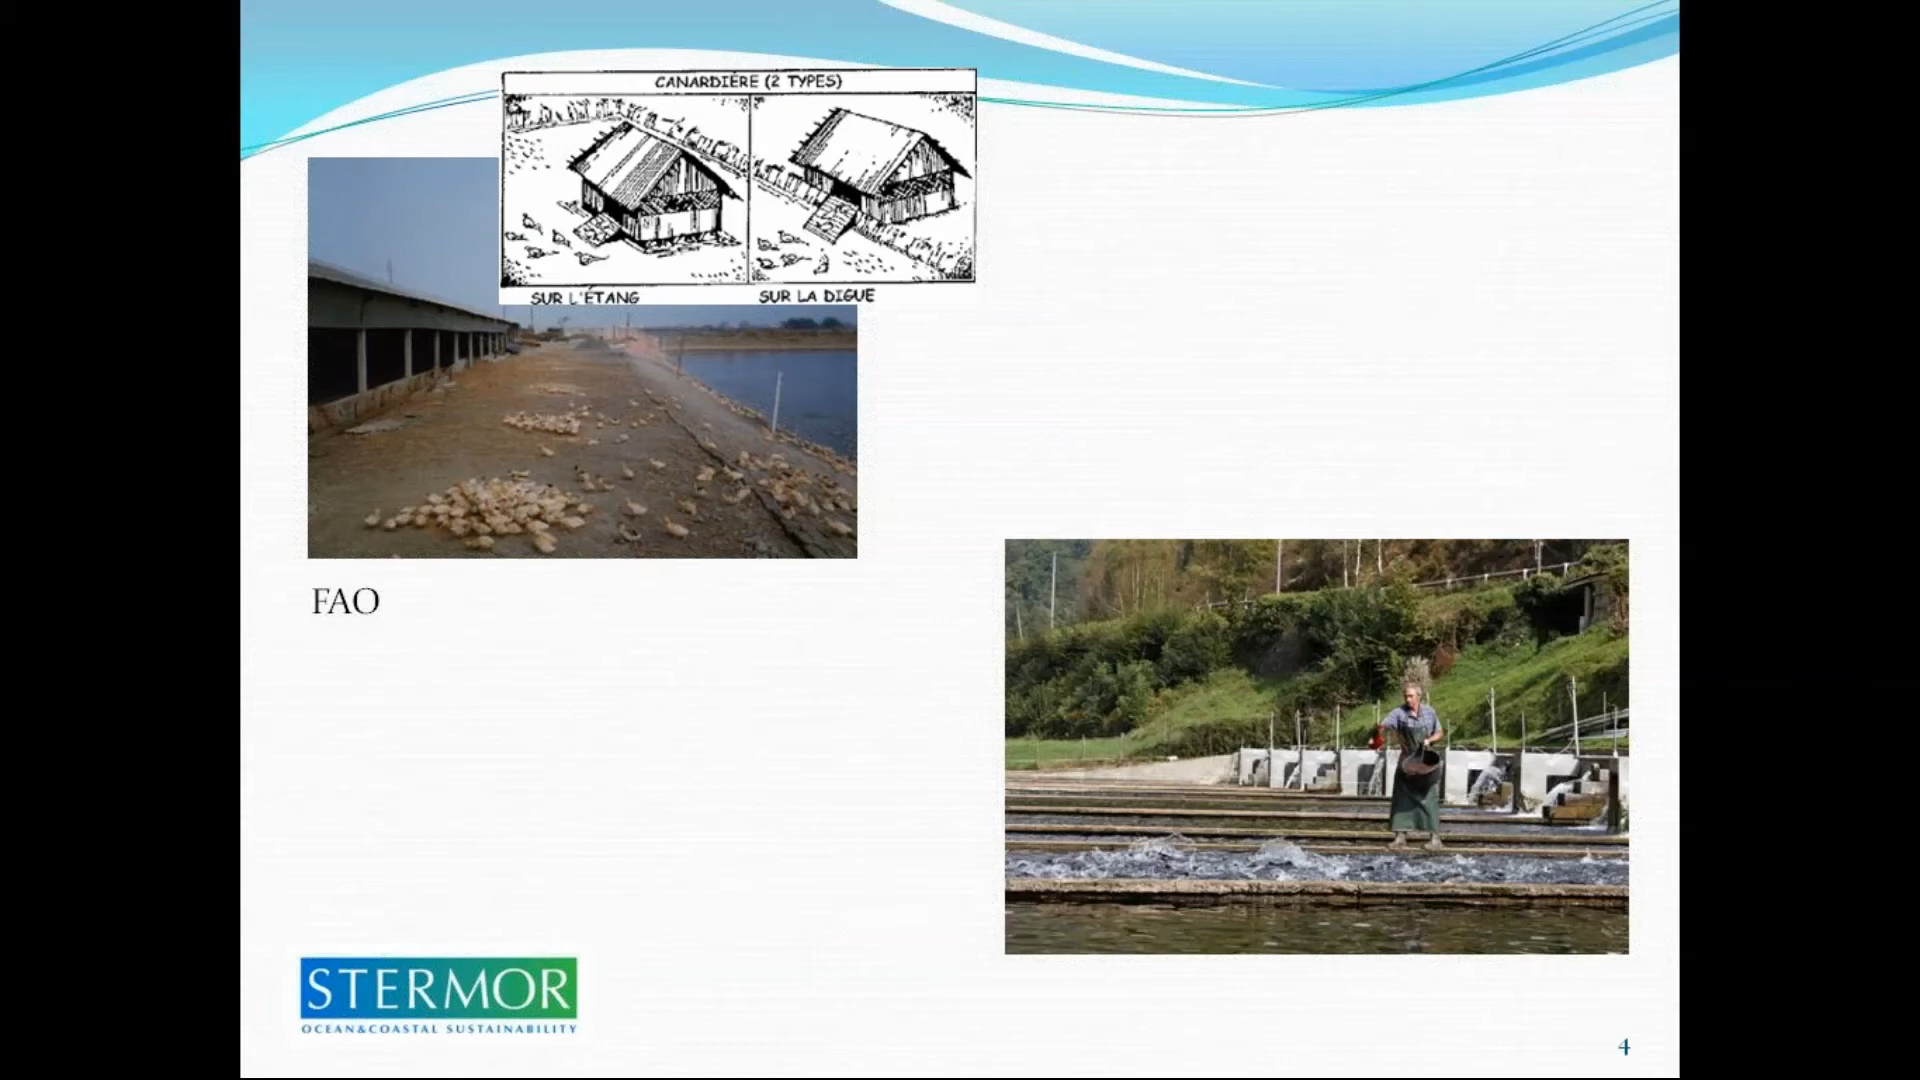 CANARDIÈRE (2 TYPES)
SUR L'ÉTANG
SUR LA DIGUE
FAO
STERMOR
OCEAN&COASTAL SUSTAINABILITY
4